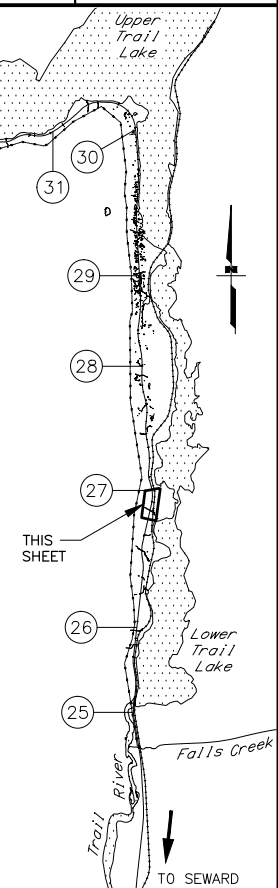 Upper
Trail
Lake
30
31
29
28
27
THIS
SHEET
26
Lower
Trail
Lake
25
Falls Creek
Trail River
TO SEWARD